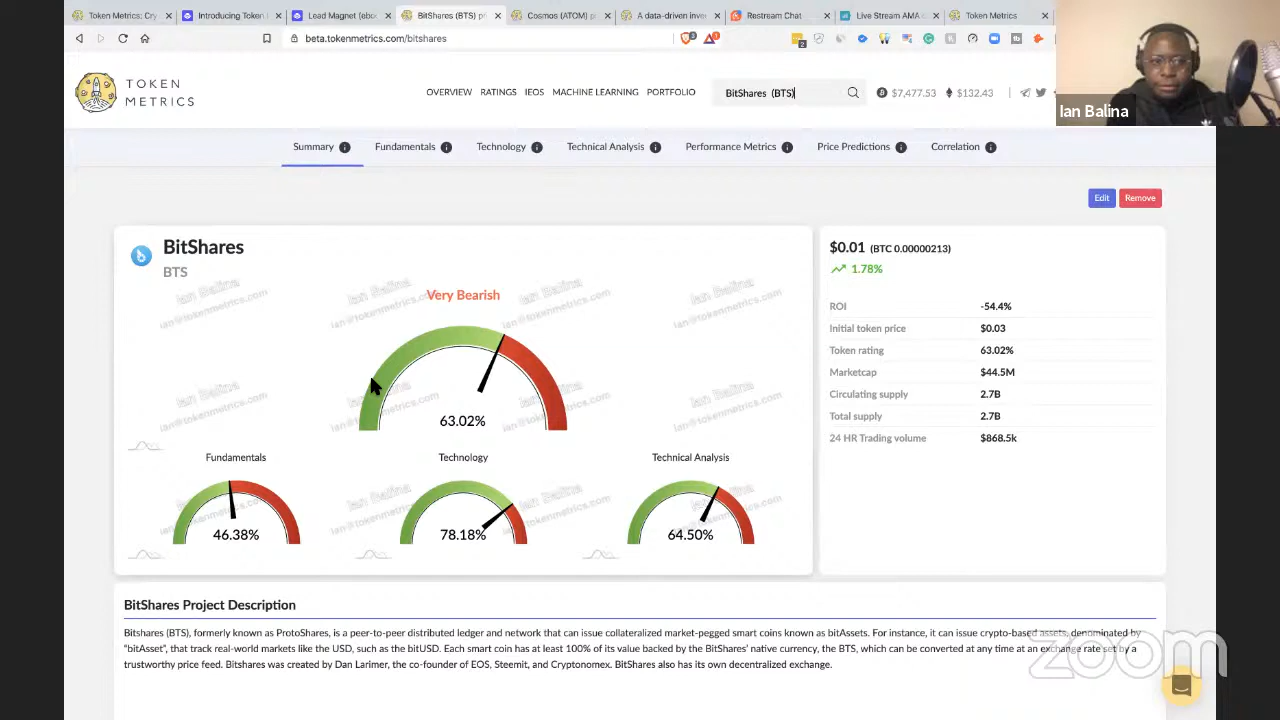 Token Metrics: Cry
Introducing Token
Lead Magnet (eboo
BitShares (BTS) p
Cosmos (ATOM) p
A data-driven inve
Restream Chat
Live Stream AMA
Token Metrics
beta.tokenmetrics.com/bitshares
TOKEN
METRICS
OVERVIEW RATINGS IEOS MACHINE LEARNING PORTFOLIO
BitShares (BTS)
$7,477.53 $132.43
Ian Balina
Summary Fundamentals Technology Technical Analysis Performance Metrics Price Predictions Correlation
Edit Remove
BitShares
BTS
Very Bearish
63.02%
Fundamentals
46.38%
Technology
78.18%
Technical Analysis
64.50%
Ian Balina
ian@tokenmetrics.com
$0.01 (BTC 0.00000213)
1.78%
ROI -54.4%
Initial token price $0.03
Token rating 63.02%
Marketcap $44.5M
Circulating supply 2.7B
Total supply 2.7B
24 HR Trading volume $868.5k
BitShares Project Description
Bitshares (BTS), formerly known as ProtoShares, is a peer-to-peer distributed ledger and network that can issue collateralized market-pegged smart coins known as bitAssets. For instance, it can issue crypto-based assets, denominated by
"bitAsset", that track real-world markets like the USD, such as the bitUSD. Each smart coin has at least 100% of its value backed by the BitShares' native currency, the BTS, which can be converted at any time at an exchange rate set by a
trustworthy price feed. Bitshares was created by Dan Larimer, the co-founder of EOS, Steemit, and Cryptonomex. BitShares also has its own decentralized exchange.
zoom